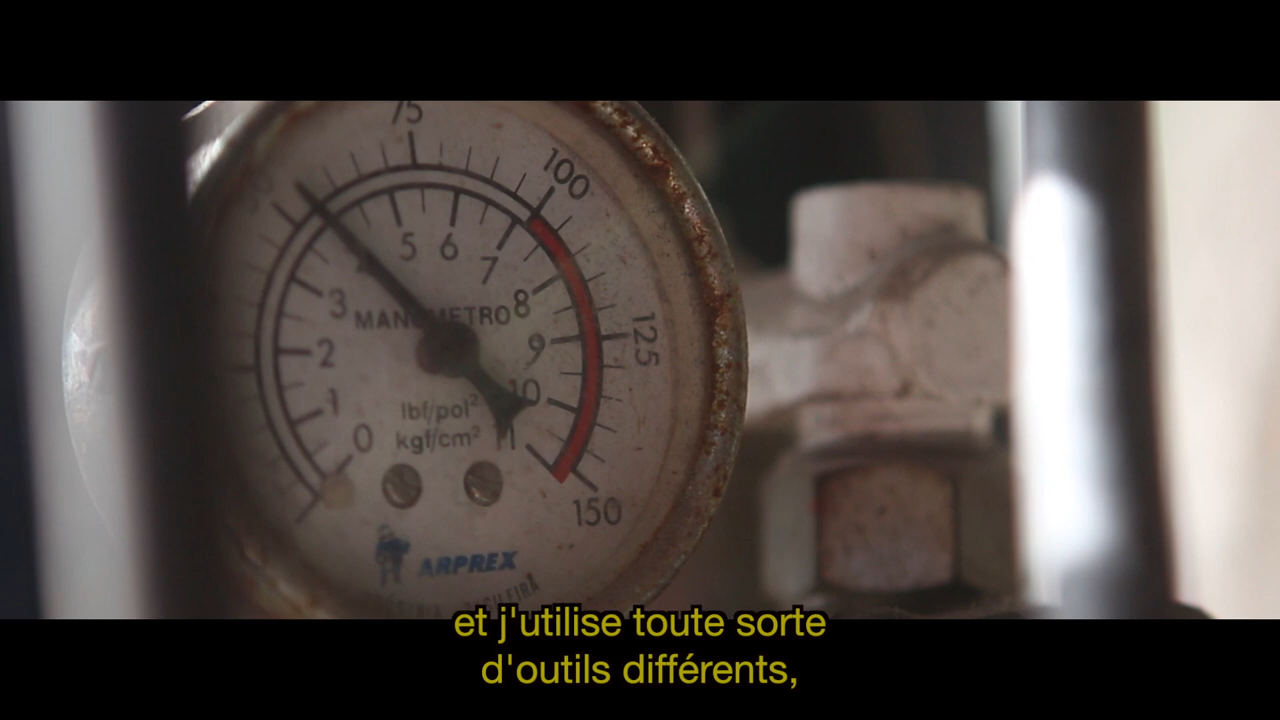 75
100
5 6
7
3
MANOMETRO
8
125
2
9
1
10
lbf/pol²
0
kgf/cm²
11
150
ARPREX
et j'utilise toute sorte
d'outils différents,